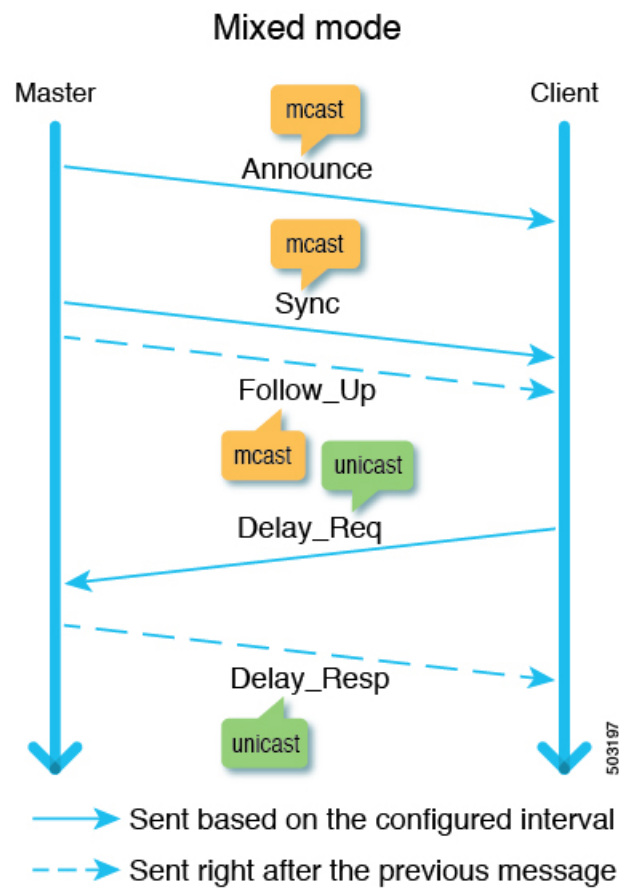 Mixed mode
Master
Client
mcast
Announce
mcast
Sync
Follow_Up
mcast
unicast
Delay_Req
Delay_Resp
unicast
503197
Sent based on the configured interval
Sent right after the previous message